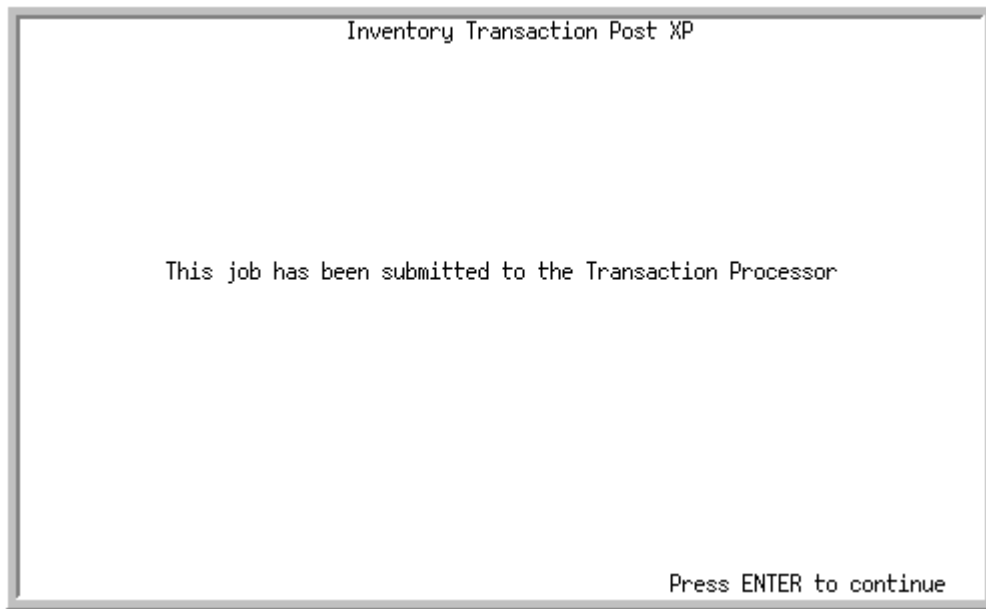 Inventory Transaction Post XP
This job has been submitted to the Transaction Processor
Press ENTER to continue